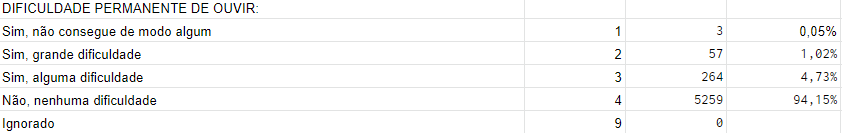 DIFICULDADE PERMANENTE DE OUVIR:
Sim, não consegue de modo algum 1 3 0,05%
Sim, grande dificuldade 2 57 1,02%
Sim, alguma dificuldade 3 264 4,73%
Não, nenhuma dificuldade 4 5259 94,15%
Ignorado 9 0